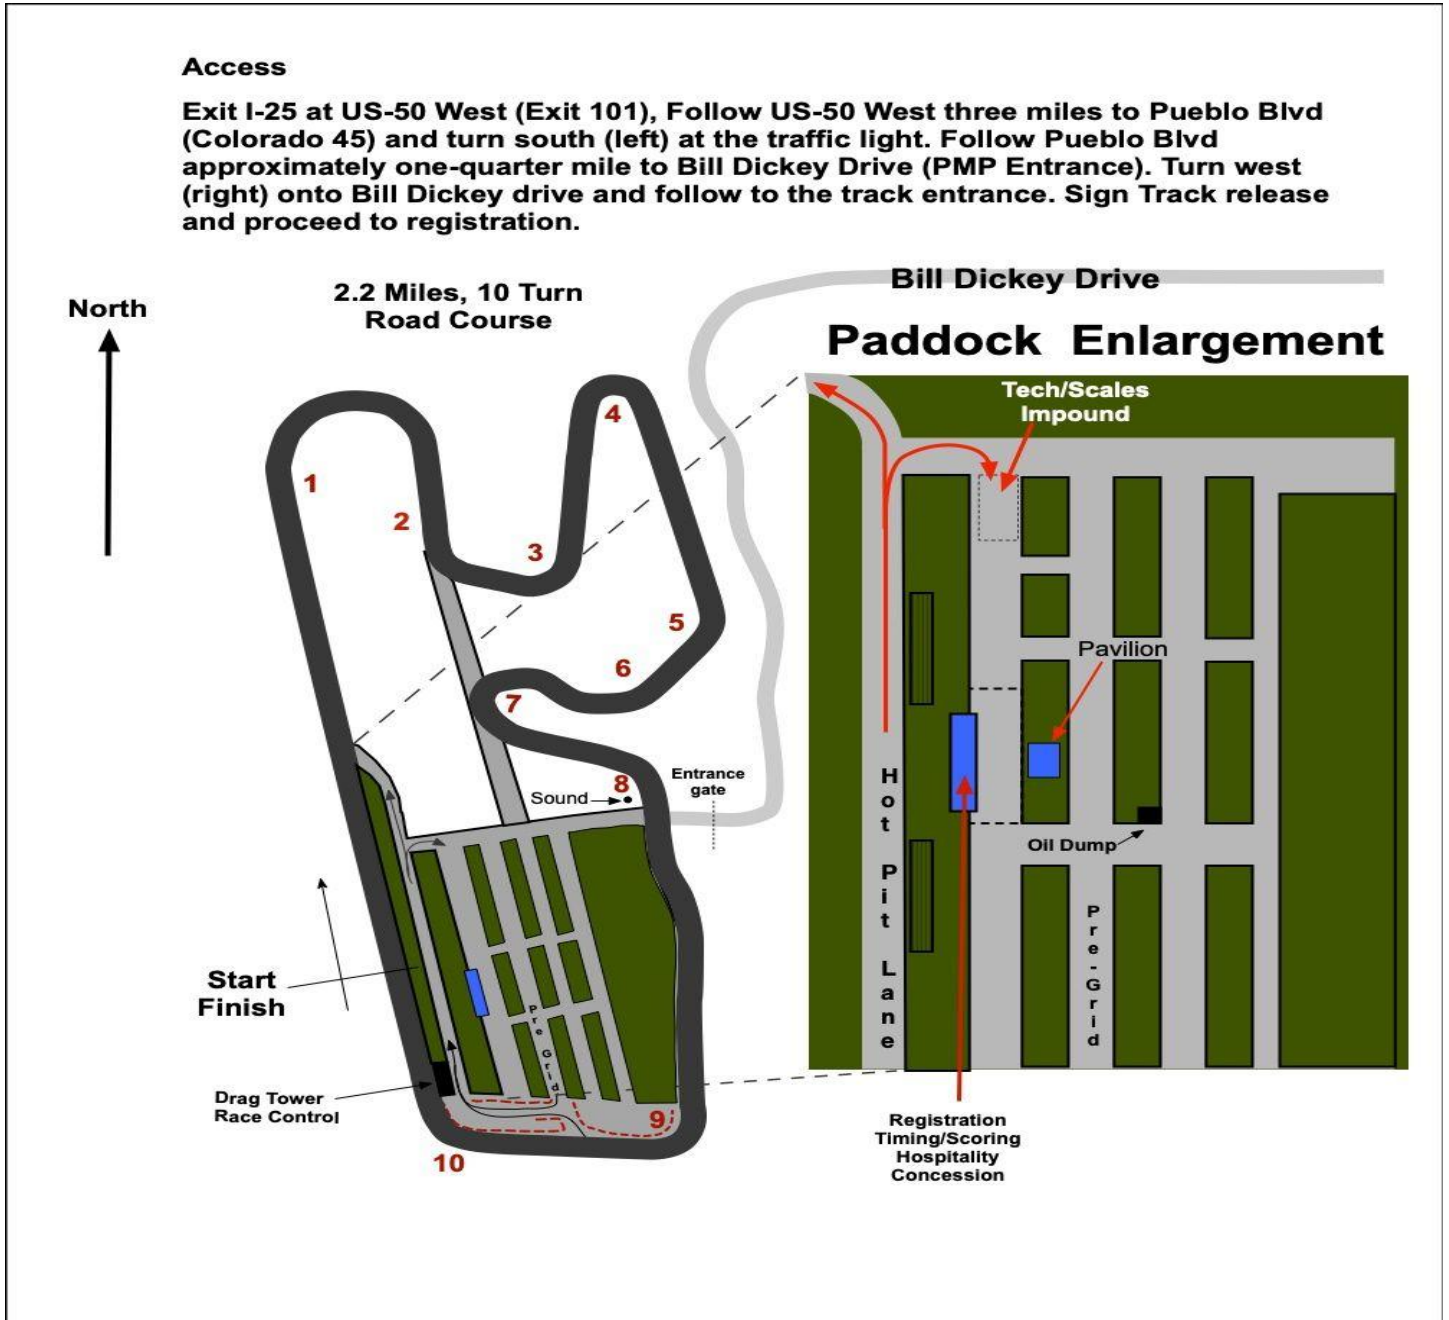 Access
Exit I-25 at US-50 West (Exit 101), Follow US-50 West three miles to Pueblo Blvd
(Colorado 45) and turn south (left) at the traffic light. Follow Pueblo Blvd
approximately one-quarter mile to Bill Dickey Drive (PMP Entrance). Turn west
(right) onto Bill Dickey drive and follow to the track entrance. Sign Track release
and proceed to registration.
Bill Dickey Drive
North
2.2 Miles, 10 Turn
Road Course
Paddock Enlargement
Tech/Scales
Impound
1
2
3
4
5
6
7
8
Sound
Entrance
gate
Start
Finish
Pre Grid
Drag Tower
Race Control
9
10
Pavilion
Hot Pit Lane
Oil Dump
Pre-Grid
Registration
Timing/Scoring
Hospitality
Concession